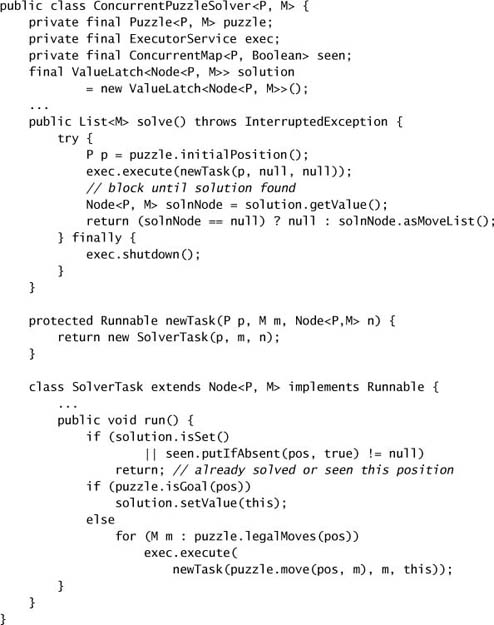 public class ConcurrentPuzzleSolver<P, M> {
    private final Puzzle<P, M> puzzle;
    private final ExecutorService exec;
    private final ConcurrentMap<P, Boolean> seen;
    final ValueLatch<Node<P, M>> solution
            = new ValueLatch<Node<P, M>>();
    ...
    public List<M> solve() throws InterruptedException {
        try {
            P p = puzzle.initialPosition();
            exec.execute(newTask(p, null, null));
            // block until solution found
            Node<P, M> solnNode = solution.getValue();
            return (solnNode == null) ? null : solnNode.asMoveList();
        } finally {
            exec.shutdown();
        }
    }

    protected Runnable newTask(P p, M m, Node<P,M> n) {
        return new SolverTask(p, m, n);
    }

    class SolverTask extends Node<P, M> implements Runnable {
        ...
        public void run() {
            if (solution.isSet()
                    || seen.putIfAbsent(pos, true) != null)
                return; // already solved or seen this position
            if (puzzle.isGoal(pos))
                solution.setValue(this);
            else
                for (M m : puzzle.legalMoves(pos))
                    exec.execute(
                        newTask(puzzle.move(pos, m), m, this));
        }
    }
}